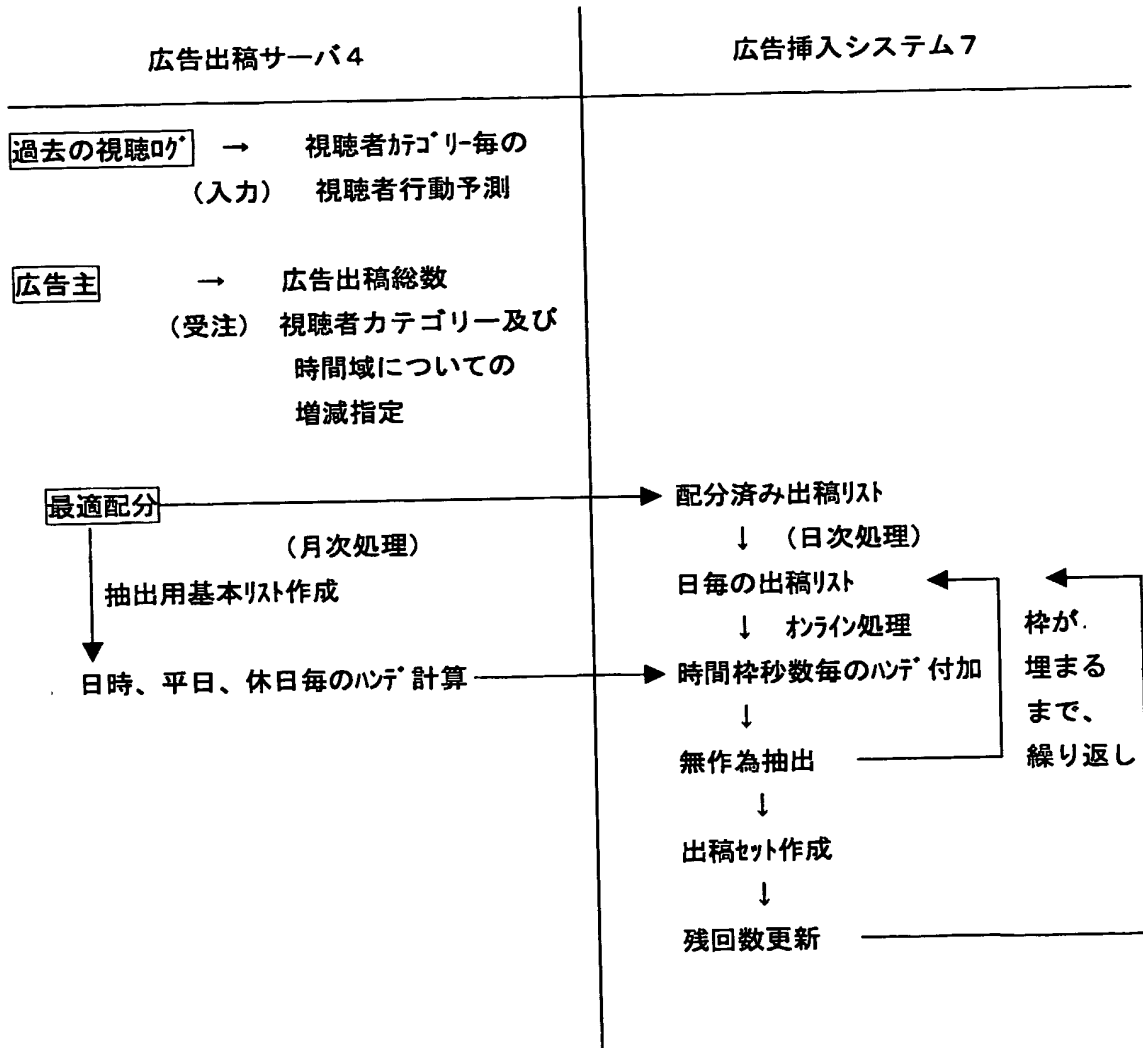 広告出稿サーバ4
広告挿入システム7
過去の視聴ﾛｸﾞ → 視聴者ｶﾃｺﾞﾘｰ毎の
(入力) 視聴者行動予測
広告主 → 広告出稿総数
(受注) 視聴者カテゴリー及び
時間域についての
増減指定
最適配分
(月次処理)
抽出用基本ﾘｽﾄ作成
日時、平日、休日毎のﾊﾝﾃﾞ計算
配分済み出稿ﾘｽﾄ
↓ (日次処理)
日毎の出稿ﾘｽﾄ
↓ ｵﾝﾗｲﾝ処理
時間枠秒数毎のﾊﾝﾃﾞ付加
↓
無作為抽出
↓
出稿ｾｯﾄ作成
↓
残回数更新
枠が
埋まる
まで、
繰り返し